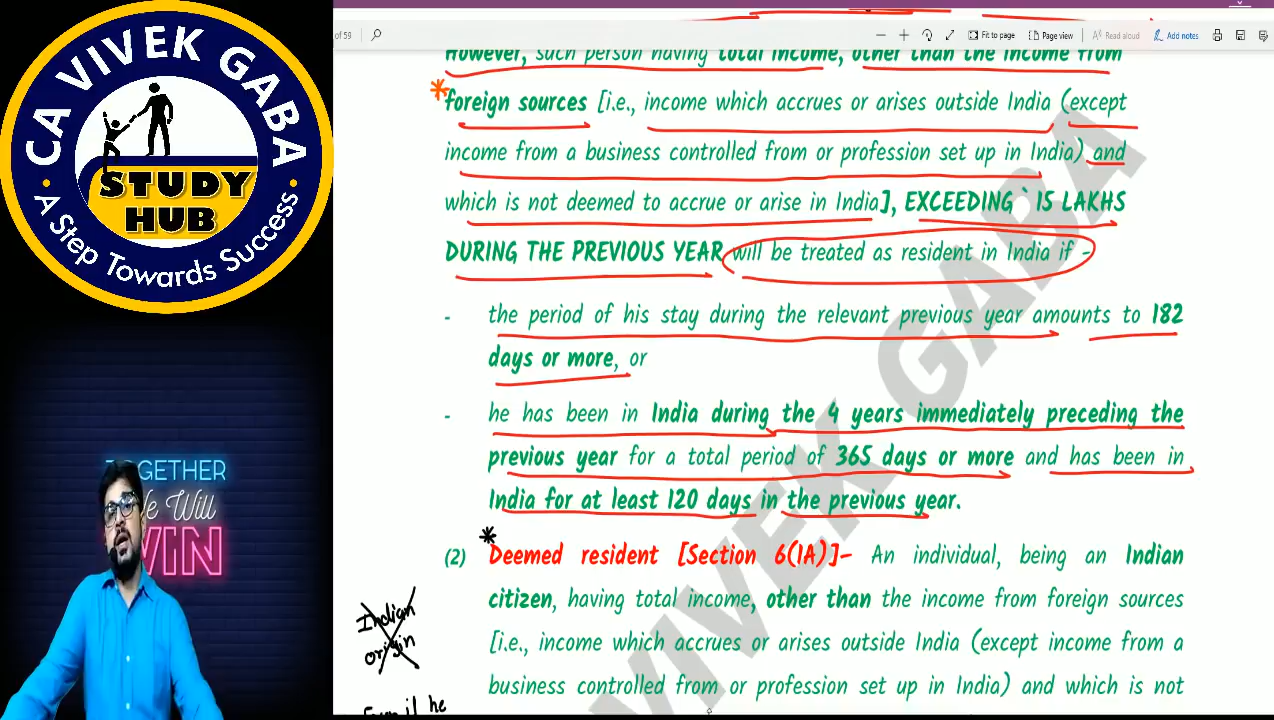 CA VIVEK GABA
STUDY
HUB
A Step Towards Success
of 59
Fit to page
Page view
Read aloud
Add notes
However, such person having total income, other than the income from
*foreign sources [i.e., income which accrues or arises outside India (except
income from a business controlled from or profession set up in India) and
which is not deemed to accrue or arise in India], EXCEEDING ` 15 LAKHS
DURING THE PREVIOUS YEAR will be treated as resident in India if -
- the period of his stay during the relevant previous year amounts to 182
days or more, or
- he has been in India during the 4 years immediately preceding the
previous year for a total period of 365 days or more and has been in
India for at least 120 days in the previous year.
(2) *Deemed resident [Section 6(1A)]- An individual, being an Indian
citizen, having total income, other than the income from foreign sources
[i.e., income which accrues or arises outside India (except income from a
business controlled from or profession set up in India) and which is not
Indian
origin
Even if he
TOGETHER
We Will
WIN
VIVEK GABA